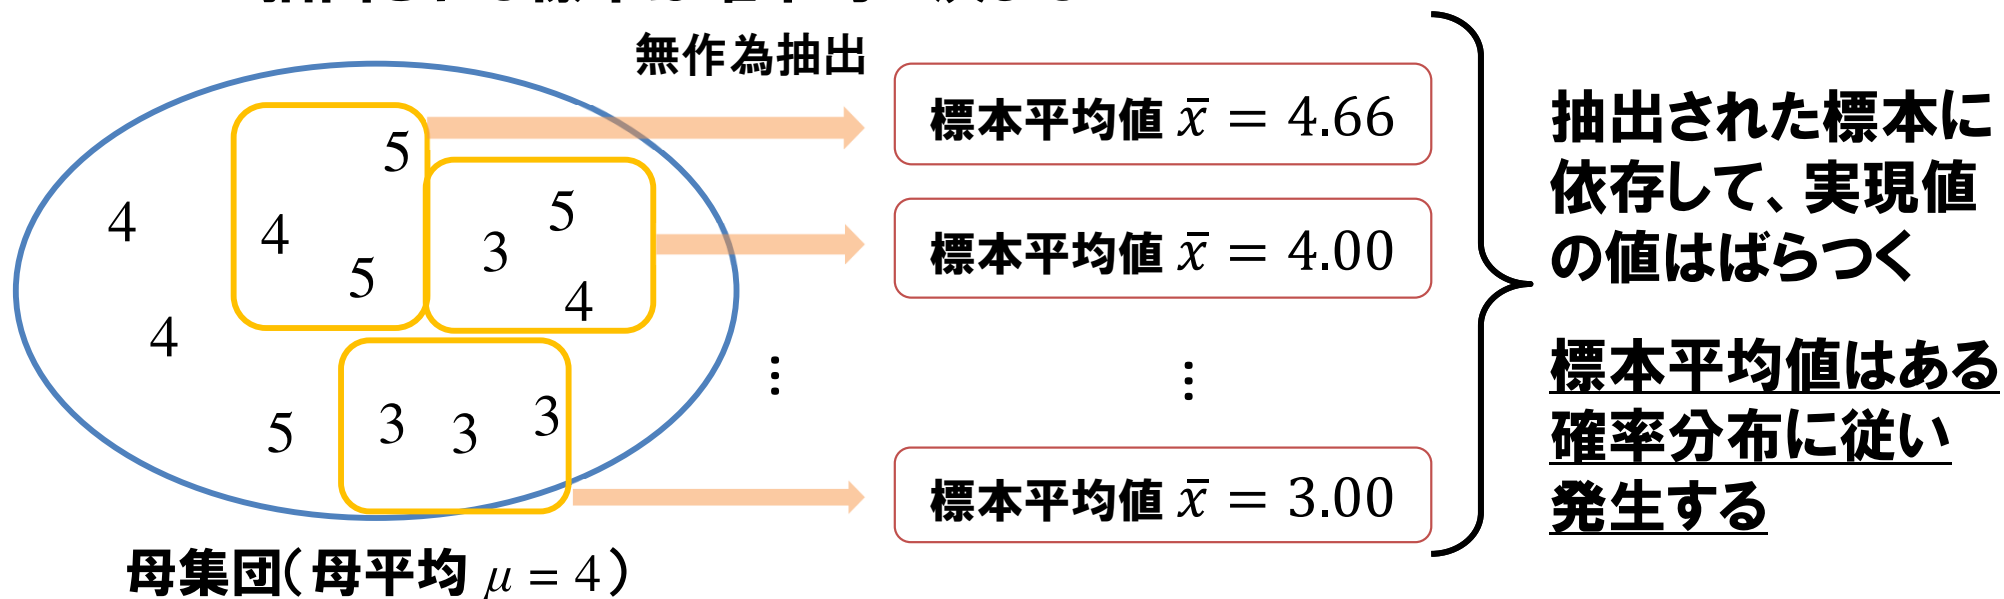 無作為抽出
5
4
5
4
4
5
3
5
4
3
3
3
母集団(母平均 μ = 4)
標本平均値 x̄ = 4.66
標本平均値 x̄ = 4.00
⋮
⋮
標本平均値 x̄ = 3.00
抽出された標本に
依存して、実現値
の値はばらつく
標本平均値はある
確率分布に従い
発生する